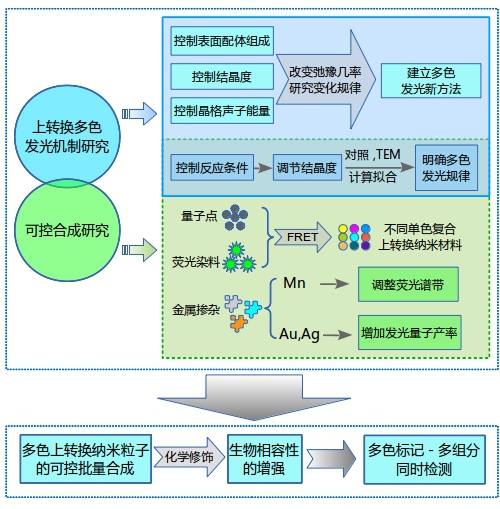 控制表面配体组成
控制结晶度
控制晶格声子能量
改变弛豫几率
研究变化规律
建立多色
发光新方法
上转换多色
发光机制研究
控制反应条件
调节结晶度
对照 ,TEM
计算拟合
明确多色
发光规律
可控合成研究
量子点
荧光染料
FRET
不同单色复合
上转换纳米材料
金属掺杂
Mn
调整荧光谱带
Au,Ag
增加发光量子产率
多色上转换纳米粒子
的可控批量合成
化学修饰
生物相容性
的增强
多色标记 - 多组分
同时检测